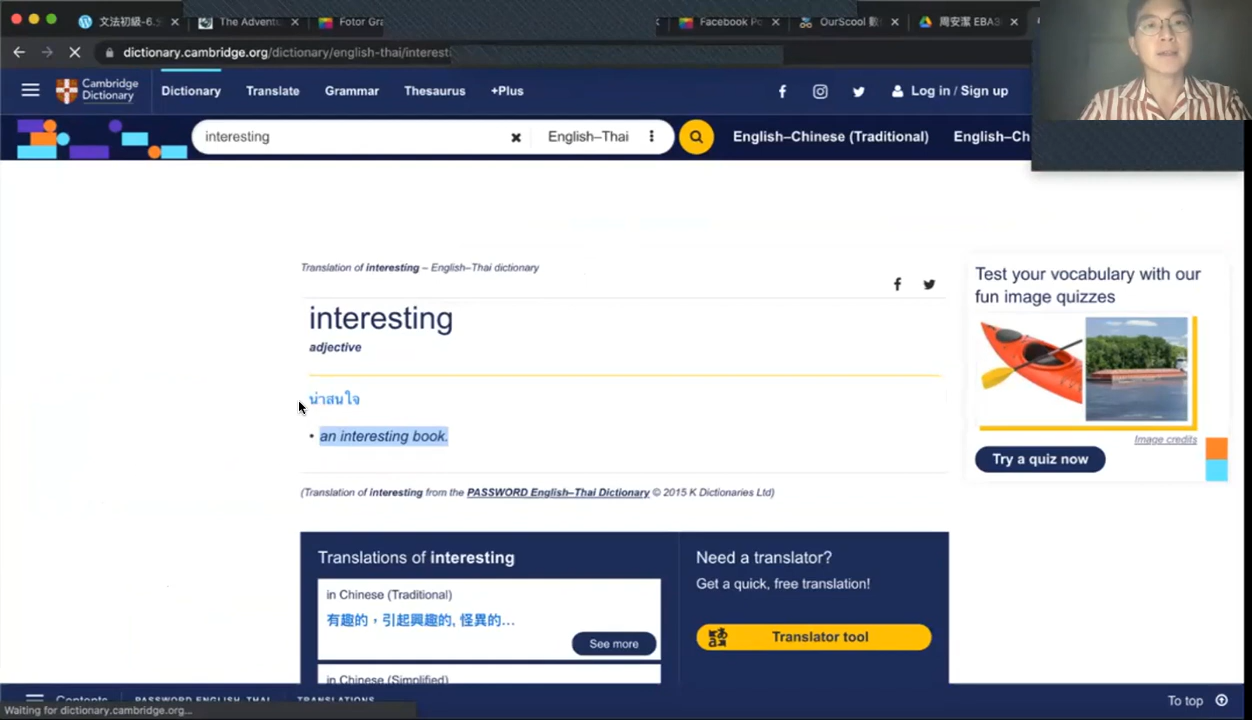 文法初級-6.
The Advent
Fotor Gr
Facebook P
OurScool 數
周安潔 EBA3
dictionary.cambridge.org/dictionary/english-thai/interest
Cambridge
Dictionary
Dictionary
Translate
Grammar
Thesaurus
+Plus
Log in / Sign up
interesting
English–Thai
English–Chinese (Traditional)
English–Ch
Translation of interesting – English–Thai dictionary
interesting
adjective
น่าสนใจ
• an interesting book.
(Translation of interesting from the PASSWORD English–Thai Dictionary © 2015 K Dictionaries Ltd)
Test your vocabulary with our
fun image quizzes
Image credits
Try a quiz now
Translations of interesting
in Chinese (Traditional)
有趣的，引起興趣的, 怪異的…
See more
in Chinese (Simplified)
Need a translator?
Get a quick, free translation!
Translator tool
Contents
PASSWORD ENGLISH–THAI
TRANSLATIONS
To top
Waiting for dictionary.cambridge.org...